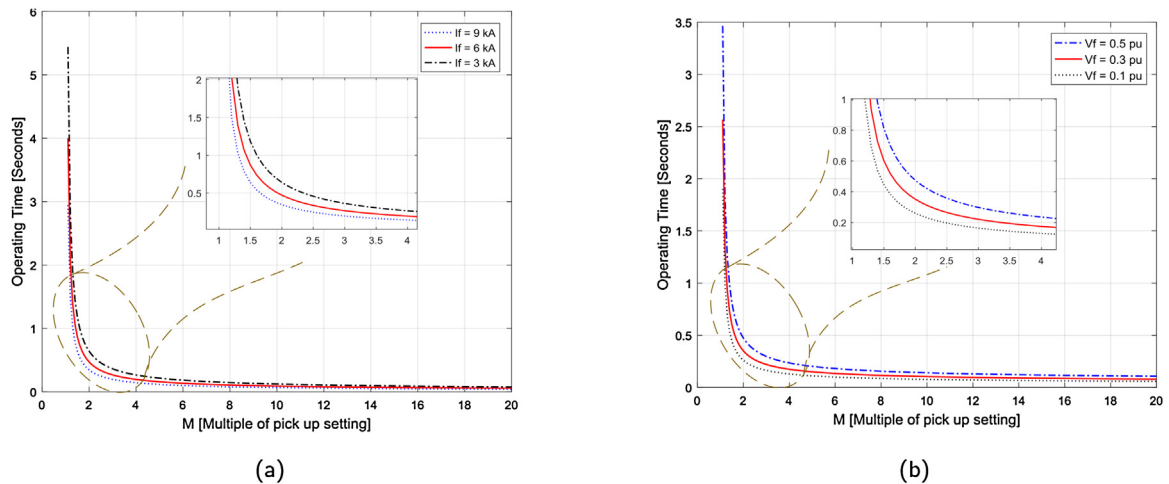 6
5
4
3
2
1
0
Operating Time [Seconds]
If = 9 kA
If = 6 kA
If = 3 kA
2
1.5
1
0.5
1 1.5 2 2.5 3 3.5 4
0 2 4 6 8 10 12 14 16 18 20
M [Multiple of pick up setting]
(a)
3.5
3
2.5
2
1.5
1
0.5
0
Operating Time [Seconds]
Vf = 0.5 pu
Vf = 0.3 pu
Vf = 0.1 pu
1
0.8
0.6
0.4
0.2
1 1.5 2 2.5 3 3.5 4
0 2 4 6 8 10 12 14 16 18 20
M [Multiple of pick up setting]
(b)